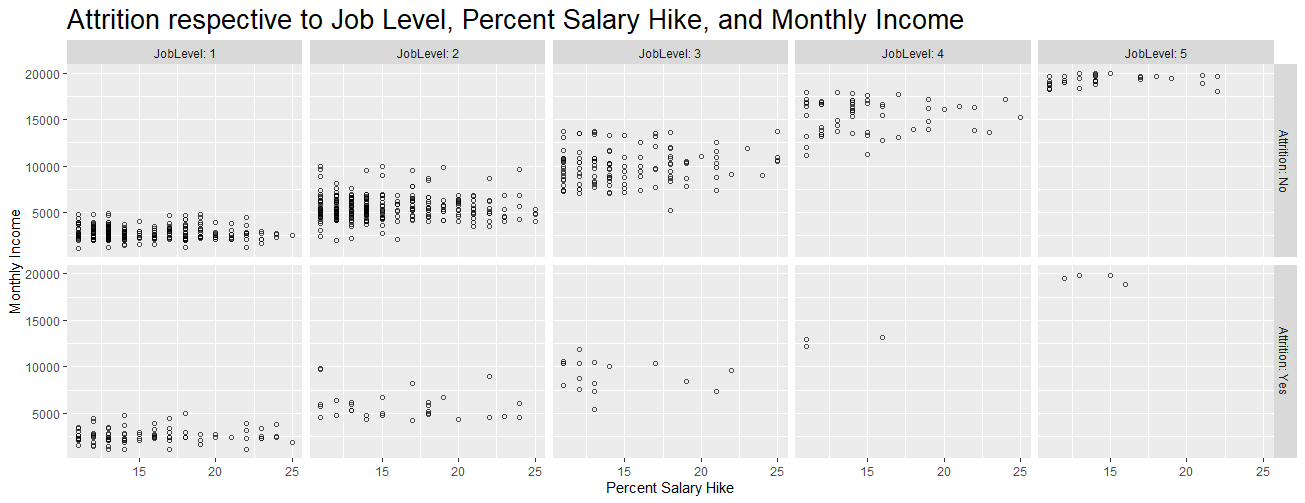 Attrition respective to Job Level, Percent Salary Hike, and Monthly Income
JobLevel: 1
JobLevel: 2
JobLevel: 3
JobLevel: 4
JobLevel: 5
Monthly Income
20000
15000
10000
5000
Attrition: No
20000
15000
10000
5000
Attrition: Yes
15 20 25
15 20 25
15 20 25
15 20 25
15 20 25
Percent Salary Hike